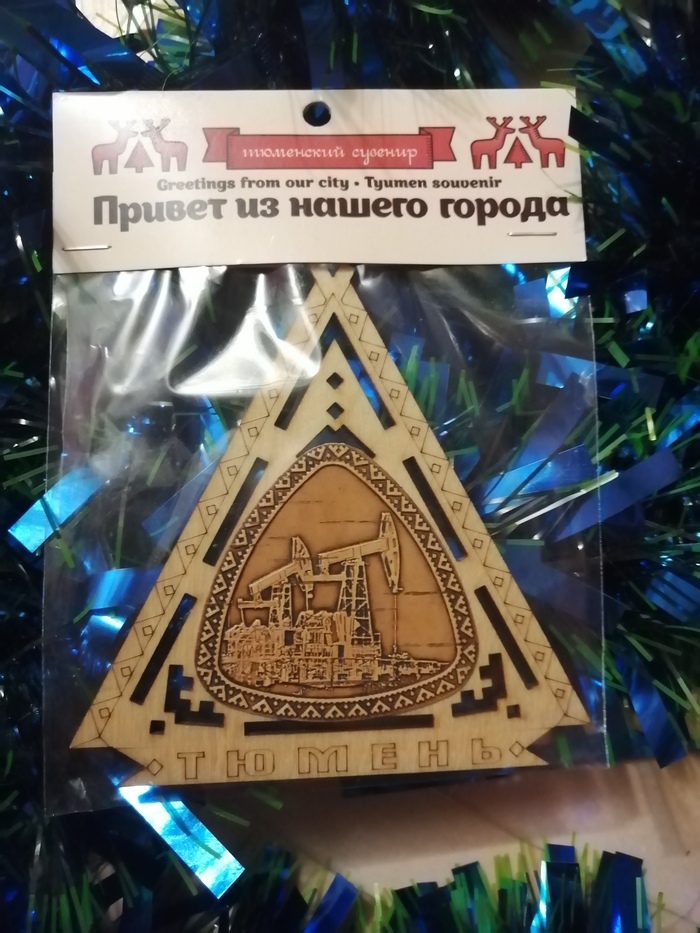 тюменский сувенир
Greetings from our city • Tyumen souvenir
Привет из нашего города
ТЮМЕНЬ